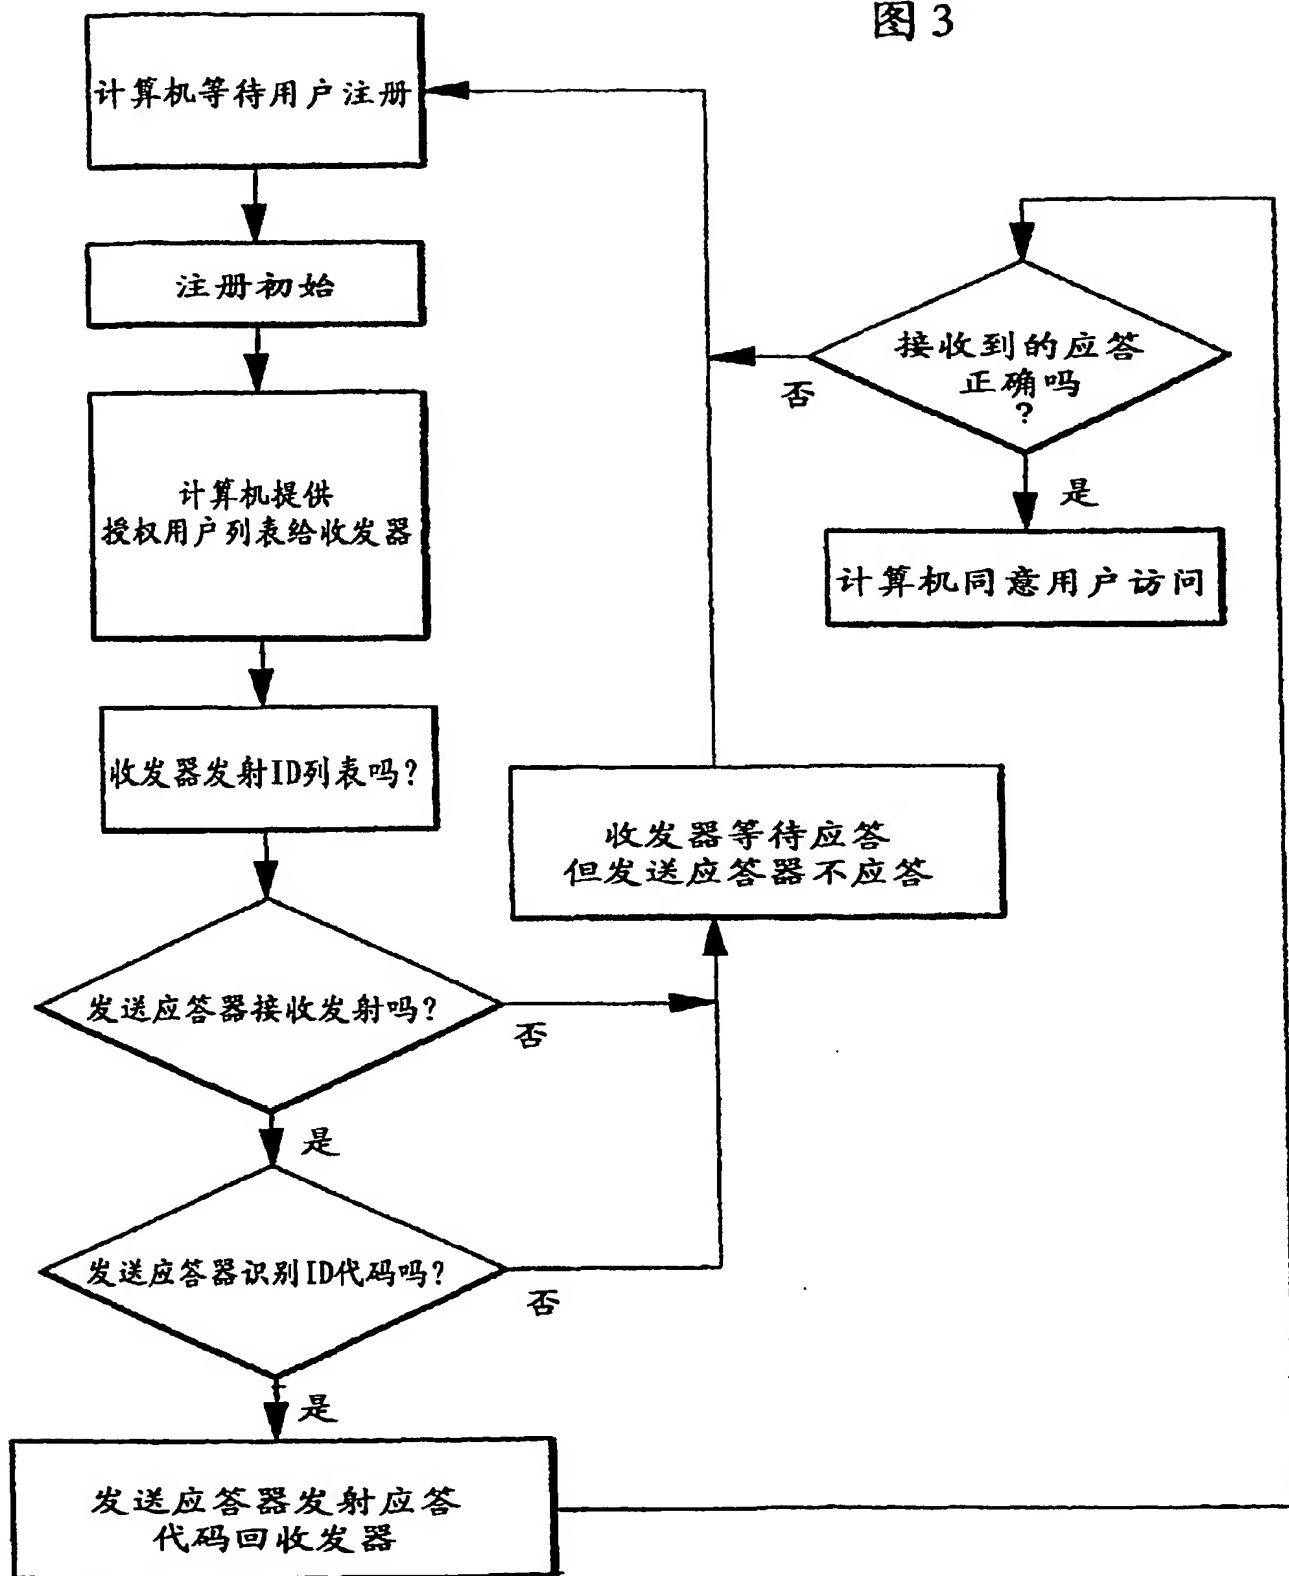 图3
计算机等待用户注册
注册初始
计算机提供
授权用户列表给收发器
收发器发射ID列表吗?
发送应答器接收发射吗?
否
是
发送应答器识别ID代码吗?
否
是
发送应答器发射应答
代码回收发器
收发器等待应答
但发送应答器不应答
接收到的应答
正确吗
?
否
是
计算机同意用户访问